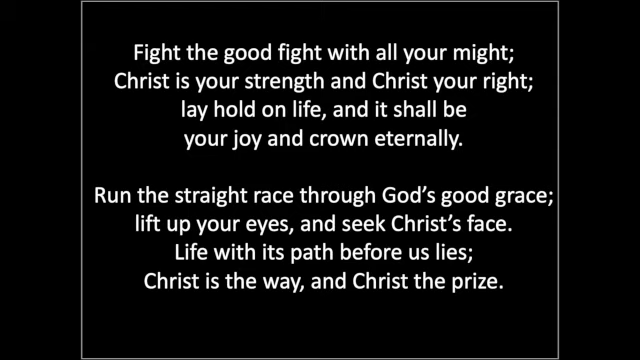 Fight the good fight with all your might;
Christ is your strength and Christ your right;
lay hold on life, and it shall be
your joy and crown eternally.
Run the straight race through God’s good grace;
lift up your eyes, and seek Christ’s face.
Life with its path before us lies;
Christ is the way, and Christ the prize.